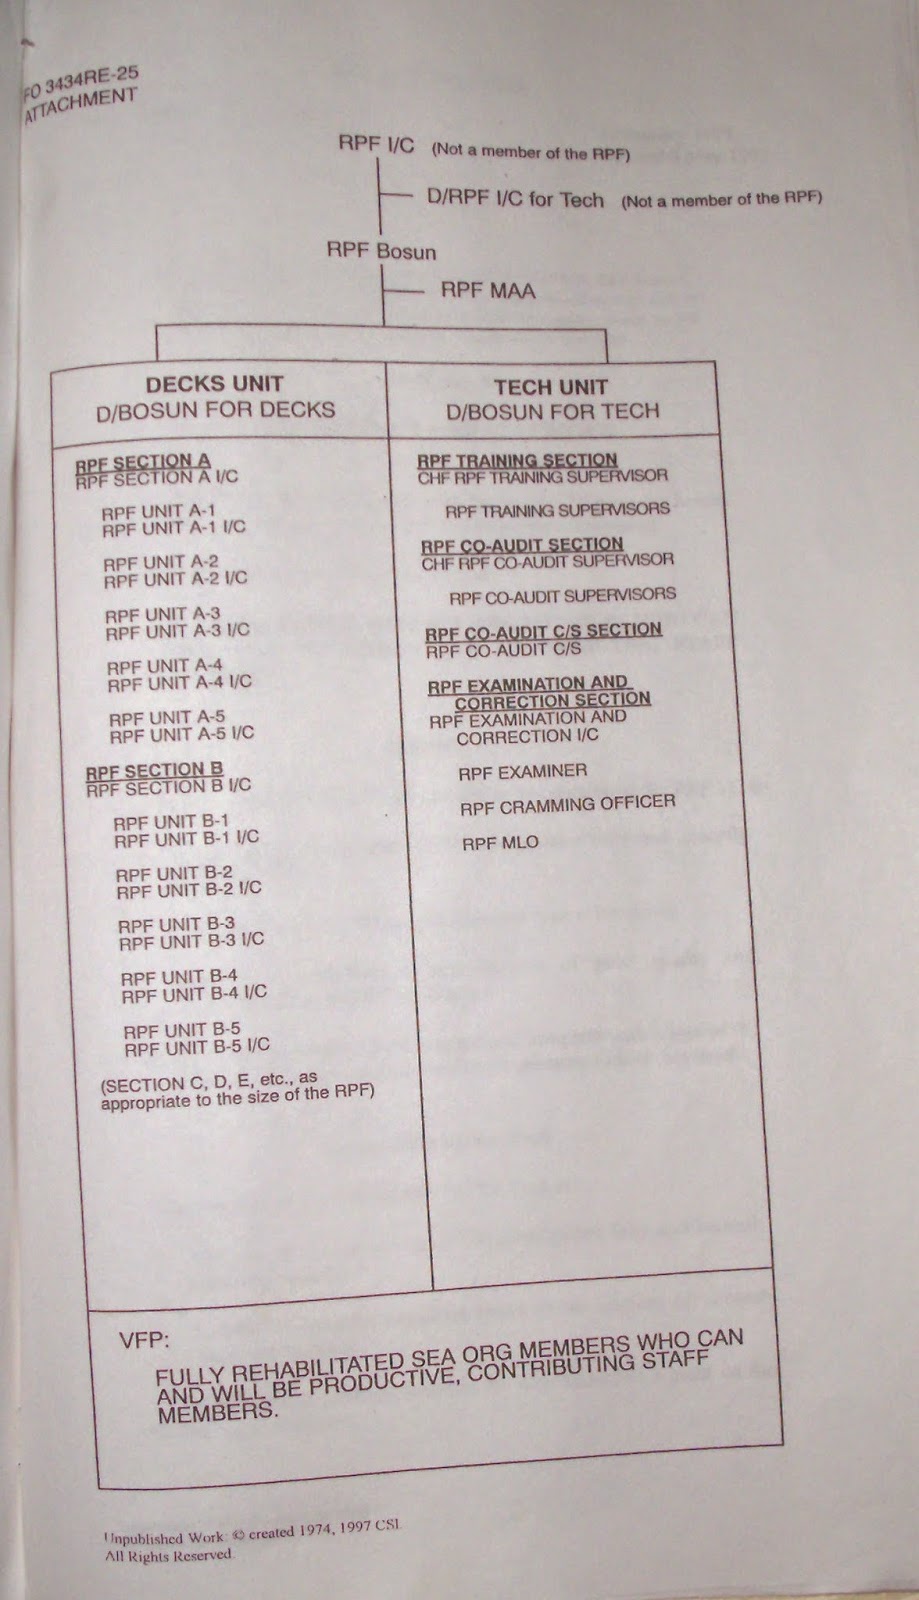 FO 3434RE-25
ATTACHMENT
RPF I/C (Not a member of the RPF)
D/RPF I/C for Tech (Not a member of the RPF)
RPF Bosun
RPF MAA
DECKS UNIT
D/BOSUN FOR DECKS
RPF SECTION A
RPF SECTION A I/C
RPF UNIT A-1
RPF UNIT A-1 I/C
RPF UNIT A-2
RPF UNIT A-2 I/C
RPF UNIT A-3
RPF UNIT A-3 I/C
RPF UNIT A-4
RPF UNIT A-4 I/C
RPF UNIT A-5
RPF UNIT A-5 I/C
RPF SECTION B
RPF SECTION B I/C
RPF UNIT B-1
RPF UNIT B-1 I/C
RPF UNIT B-2
RPF UNIT B-2 I/C
RPF UNIT B-3
RPF UNIT B-3 I/C
RPF UNIT B-4
RPF UNIT B-4 I/C
RPF UNIT B-5
RPF UNIT B-5 I/C
(SECTION C, D, E, etc., as
appropriate to the size of the RPF)
TECH UNIT
D/BOSUN FOR TECH
RPF TRAINING SECTION
CHF RPF TRAINING SUPERVISOR
RPF TRAINING SUPERVISORS
RPF CO-AUDIT SECTION
CHF RPF CO-AUDIT SUPERVISOR
RPF CO-AUDIT SUPERVISORS
RPF CO-AUDIT C/S SECTION
RPF CO-AUDIT C/S
RPF EXAMINATION AND
CORRECTION SECTION
RPF EXAMINATION AND
CORRECTION I/C
RPF EXAMINER
RPF CRAMMING OFFICER
RPF MLO
VFP:
FULLY REHABILITATED SEA ORG MEMBERS WHO CAN
AND WILL BE PRODUCTIVE, CONTRIBUTING STAFF
MEMBERS.
Unpublished Work: © created 1974, 1997 CSI.
All Rights Reserved.